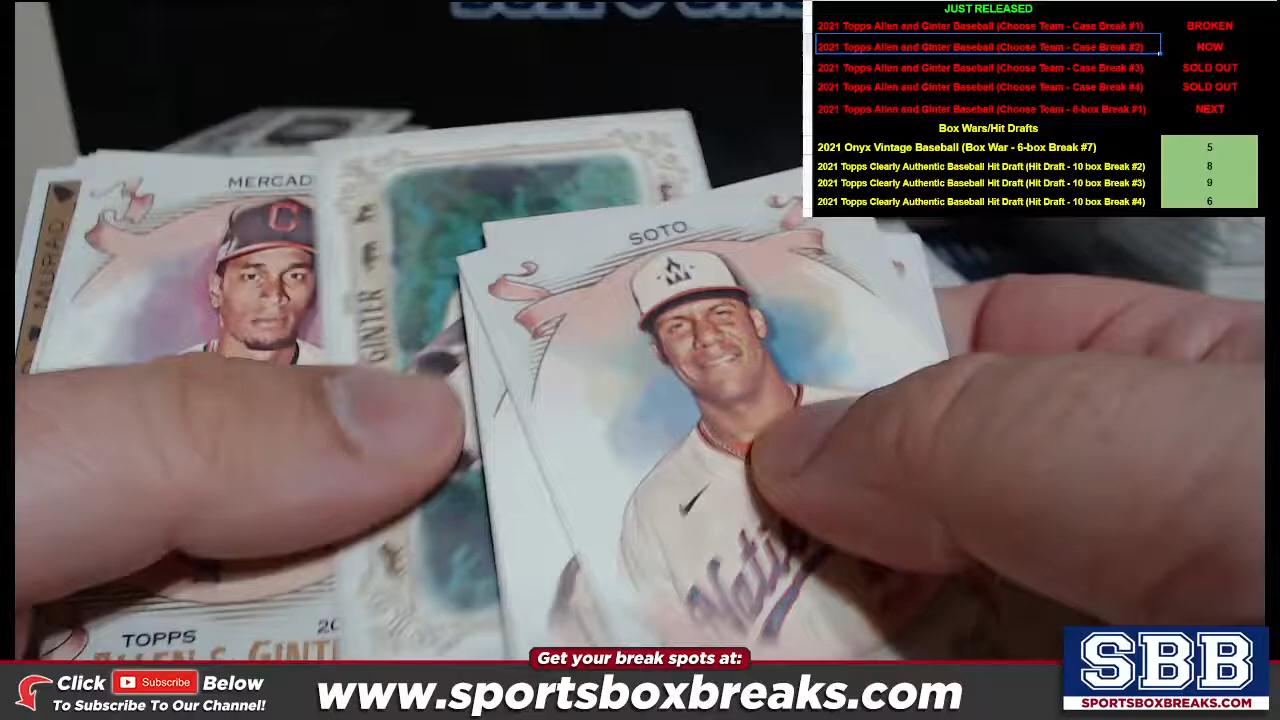 JUST RELEASED
2021 Topps Allen and Ginter Baseball (Choose Team - Case Break #1) BROKEN
2021 Topps Allen and Ginter Baseball (Choose Team - Case Break #2) NOW
2021 Topps Allen and Ginter Baseball (Choose Team - Case Break #3) SOLD OUT
2021 Topps Allen and Ginter Baseball (Choose Team - Case Break #4) SOLD OUT
2021 Topps Allen and Ginter Baseball (Choose Team - 6-box Break #1) NEXT
Box Wars/Hit Drafts
2021 Onyx Vintage Baseball (Box War - 6-box Break #7) 5
2021 Topps Clearly Authentic Baseball Hit Draft (Hit Draft - 10 box Break #2) 8
2021 Topps Clearly Authentic Baseball Hit Draft (Hit Draft - 10 box Break #3) 9
2021 Topps Clearly Authentic Baseball Hit Draft (Hit Draft - 10 box Break #4) 6
MURAD
MERCAD
GINTER
SOTO
W
C
Nati
TOPPS 20
ALLEN & GINT
Get your break spots at:
Click Subscribe Below
To Subscribe To Our Channel!
www.sportsboxbreaks.com
SBB
SPORTSBOXBREAKS.COM